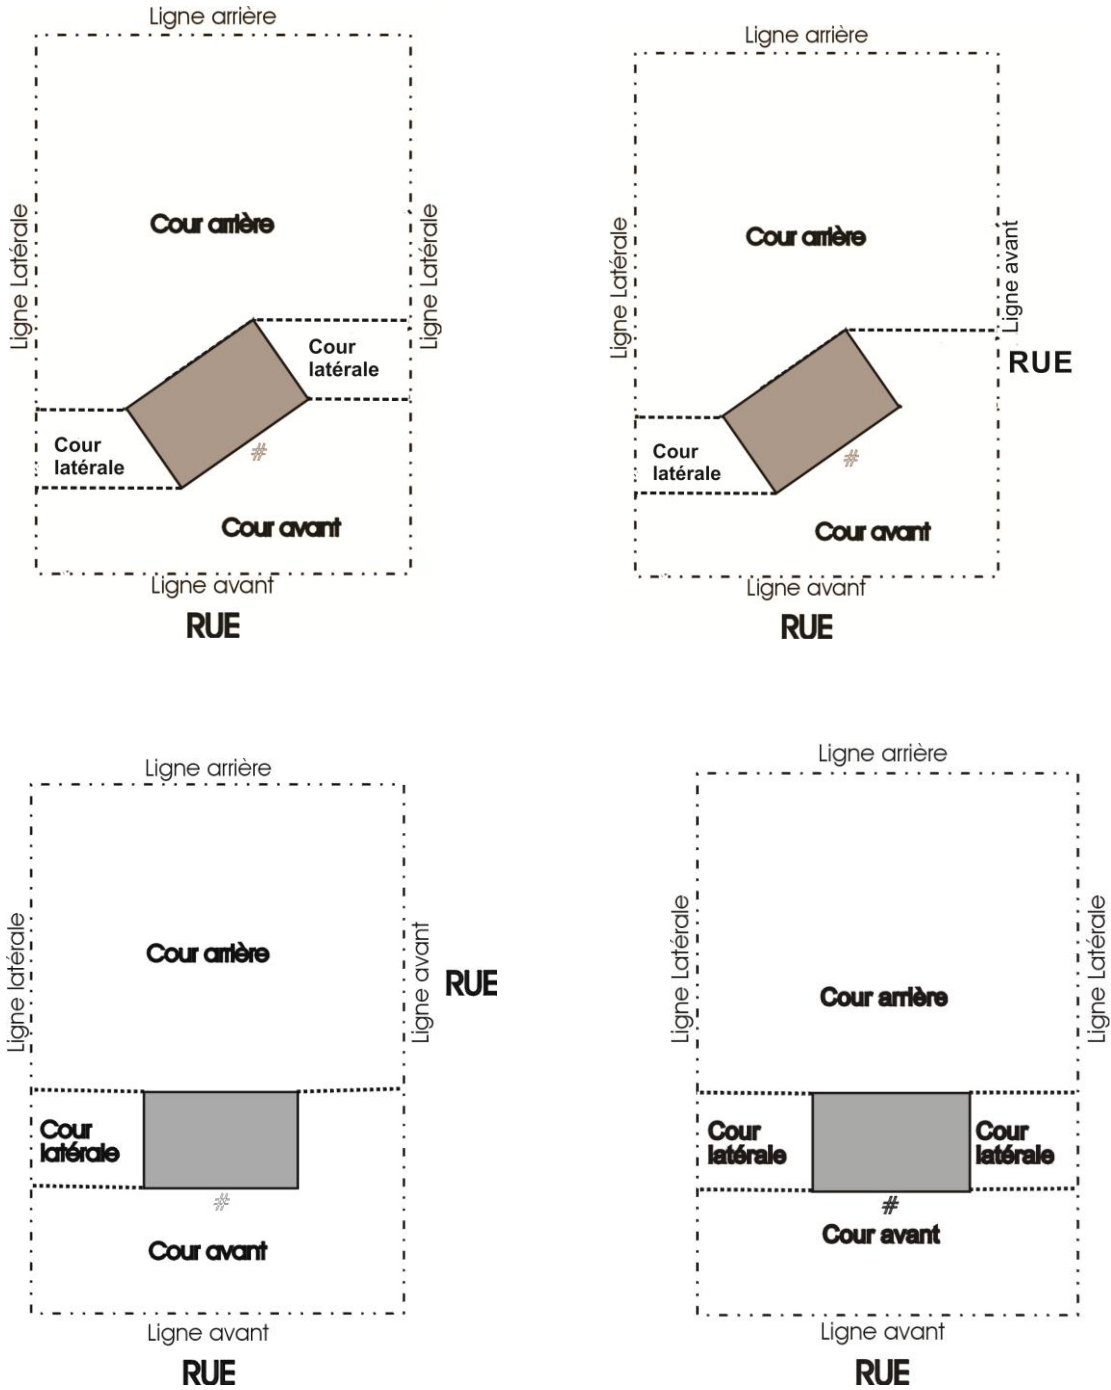 Ligne arrière
Ligne Latérale
Cour arrière
Ligne Latérale
Cour
latérale
Cour
latérale
#
Cour avant
Ligne avant
RUE
Ligne arrière
Ligne Latérale
Cour arrière
Ligne avant
RUE
Cour
latérale
#
Cour avant
Ligne avant
RUE
Ligne arrière
Ligne latérale
Cour arrière
Ligne avant
RUE
Cour
latérale
#
Cour avant
Ligne avant
RUE
Ligne arrière
Ligne Latérale
Cour arrière
Ligne Latérale
Cour
latérale
Cour
latérale
#
Cour avant
Ligne avant
RUE